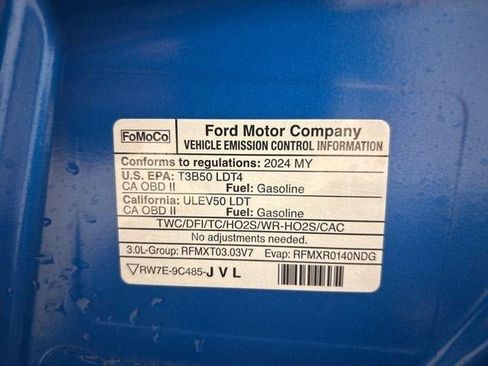 FoMoCo Ford Motor Company
VEHICLE EMISSION CONTROL INFORMATION
Conforms to regulations: 2024 MY
U.S. EPA: T3B50 LDT4
CA OBD II Fuel: Gasoline
California: ULEV50 LDT
CA OBD II Fuel: Gasoline
TWC/DFI/TC/HO2S/WR-HO2S/CAC
No adjustments needed.
3.0L-Group: RFMXT03.03V7 Evap: RFMXR0140NDG
RW7E-9C485-J V L